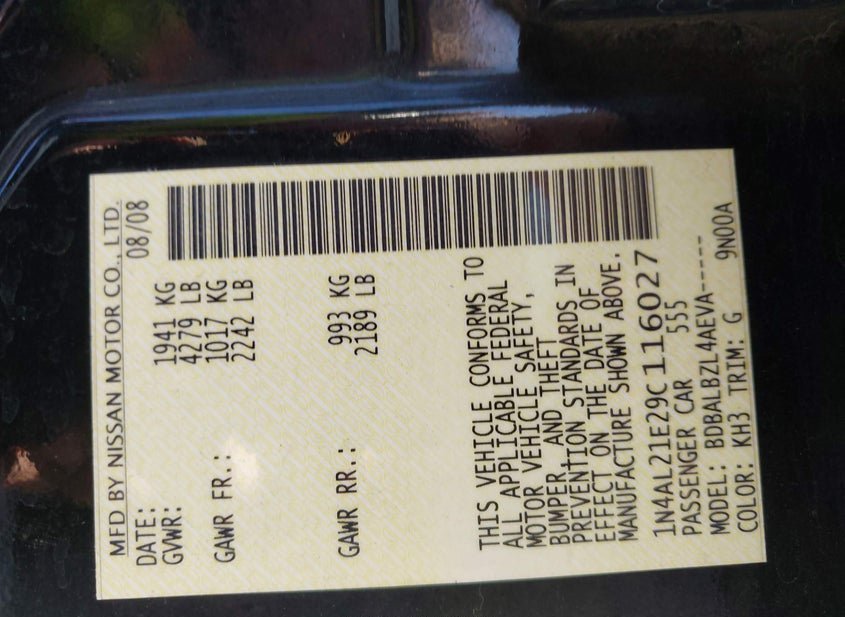 MFD BY NISSAN MOTOR CO., LTD.
DATE: 08/08
GVWR: 1941 KG
4279 LB
GAWR FR.: 1017 KG
2242 LB
GAWR RR.: 993 KG
2189 LB
THIS VEHICLE CONFORMS TO
ALL APPLICABLE FEDERAL
MOTOR VEHICLE SAFETY,
BUMPER, AND THEFT
PREVENTION STANDARDS IN
EFFECT ON THE DATE OF
MANUFACTURE SHOWN ABOVE.
1N4AL21E29C116027
PASSENGER CAR 555
MODEL: BDBALBZL4AEVA-----
COLOR: KH3 TRIM: G 9N00A